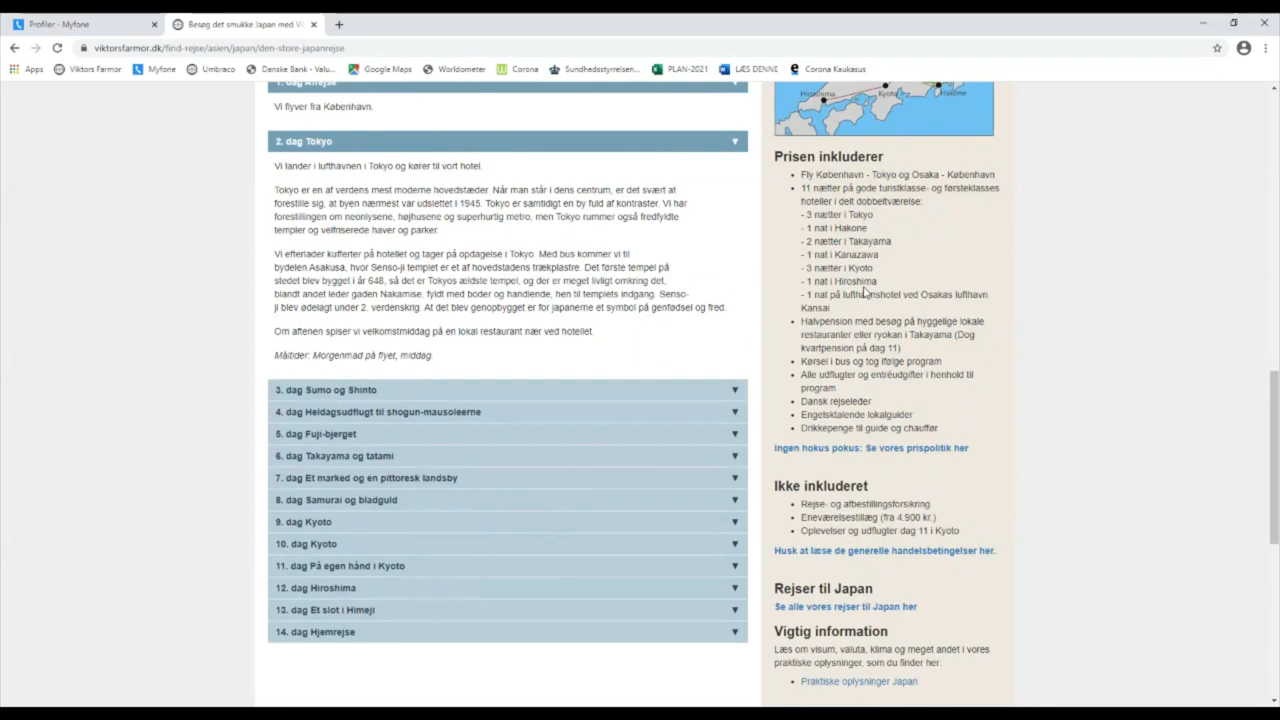 Profiler - Myfone
Besøg det smukke Japan med Vi
viktorsfarmor.dk/find-rejse/asien/japan/den-store-japanrejse
Apps
Viktors Farmor
Myfone
Umbraco
Danske Bank - Valu...
Google Maps
Worldometer
Corona
Sundhedsstyrelsen...
PLAN-2021
LÆS DENNE
Corona Kaukasus
1. dag Afrejse
Vi flyver fra København.
2. dag Tokyo
Vi lander i lufthavnen i Tokyo og kører til vort hotel.
Tokyo er en af verdens mest moderne hovedstæder. Når man står i dens centrum, er det svært at
forestille sig, at byen nærmest var udslettet i 1945. Tokyo er samtidigt en by fuld af kontraster. Vi har
forestillingen om neonlysene, højhusene og superhurtig metro, men Tokyo rummer også fredfyldte
templer og velfriserede haver og parker.
Vi efterlader kufferter på hotellet og tager på opdagelse i Tokyo. Med bus kommer vi til
bydelen Asakusa, hvor Senso-ji templet er et af hovedstadens trækplastre. Det første tempel på
stedet blev bygget i år 648, så det er Tokyos ældste tempel, og der er meget livligt omkring det,
blandt andet leder gaden Nakamise, fyldt med boder og handlende, hen til templets indgang. Senso-
ji blev ødelagt under 2. verdenskrig. At det blev genopbygget er for japanerne et symbol på genfødsel og fred.
Om aftenen spiser vi velkomstmiddag på en lokal restaurant nær ved hotellet.
Måltider: Morgenmad på flyet, middag.
3. dag Sumo og Shinto
4. dag Heldagsudflugt til shogun-mausoleerne
5. dag Fuji-bjerget
6. dag Takayama og tatami
7. dag Et marked og en pittoresk landsby
8. dag Samurai og bladguld
9. dag Kyoto
10. dag Kyoto
11. dag På egen hånd i Kyoto
12. dag Hiroshima
13. dag Et slot i Himeji
14. dag Hjemrejse
Hiroshima
Kyoto
Hakone
Prisen inkluderer
Fly København - Tokyo og Osaka - København
11 nætter på gode turistklasse- og førsteklasses
hoteller i delt dobbeltværelse:
- 3 nætter i Tokyo
- 1 nat i Hakone
- 2 nætter i Takayama
- 1 nat i Kanazawa
- 3 nætter i Kyoto
- 1 nat i Hiroshima
- 1 nat på lufthavnshotel ved Osakas lufthavn
Kansai
Halvpension med besøg på hyggelige lokale
restauranter eller ryokan i Takayama (Dog
kvartpension på dag 11)
Kørsel i bus og tog ifølge program
Alle udflugter og entréudgifter i henhold til
program
Dansk rejseleder
Engelsktalende lokalguider
Drikkepenge til guide og chauffør
Ingen hokus pokus: Se vores prispolitik her
Ikke inkluderet
Rejse- og afbestillingsforsikring
Eneværelsestillæg (fra 4.900 kr.)
Oplevelser og udflugter dag 11 i Kyoto
Husk at læse de generelle handelsbetingelser her.
Rejser til Japan
Se alle vores rejser til Japan her
Vigtig information
Læs om visum, valuta, klima og meget andet i vores
praktiske oplysninger, som du finder her:
Praktiske oplysninger Japan